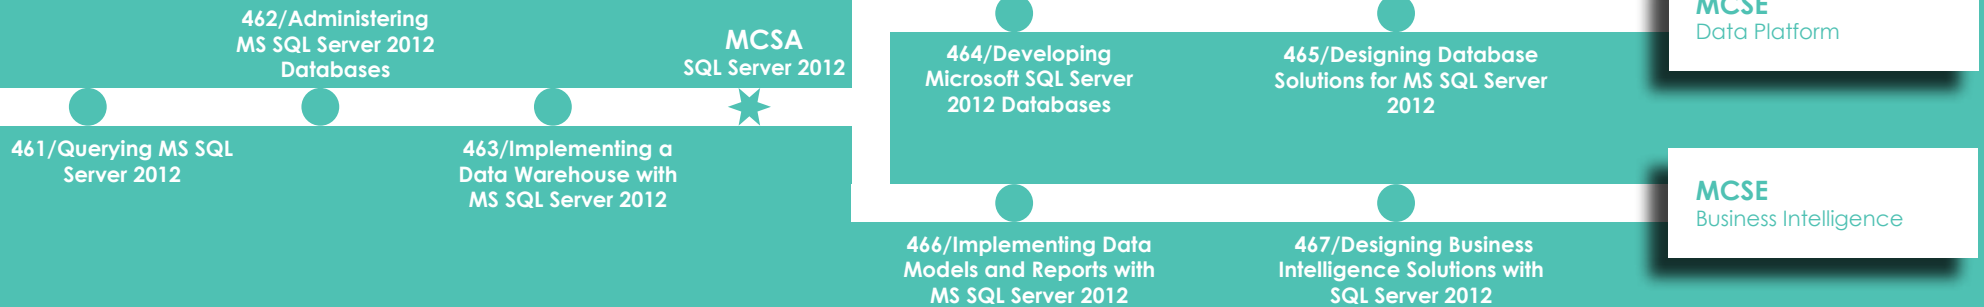 462/Administering
MS SQL Server 2012
Databases
MCSA
SQL Server 2012
461/Querying MS SQL
Server 2012
463/Implementing a
Data Warehouse with
MS SQL Server 2012
464/Developing
Microsoft SQL Server
2012 Databases
465/Designing Database
Solutions for MS SQL Server
2012
MCSE
Data Platform
466/Implementing Data
Models and Reports with
MS SQL Server 2012
467/Designing Business
Intelligence Solutions with
SQL Server 2012
MCSE
Business Intelligence